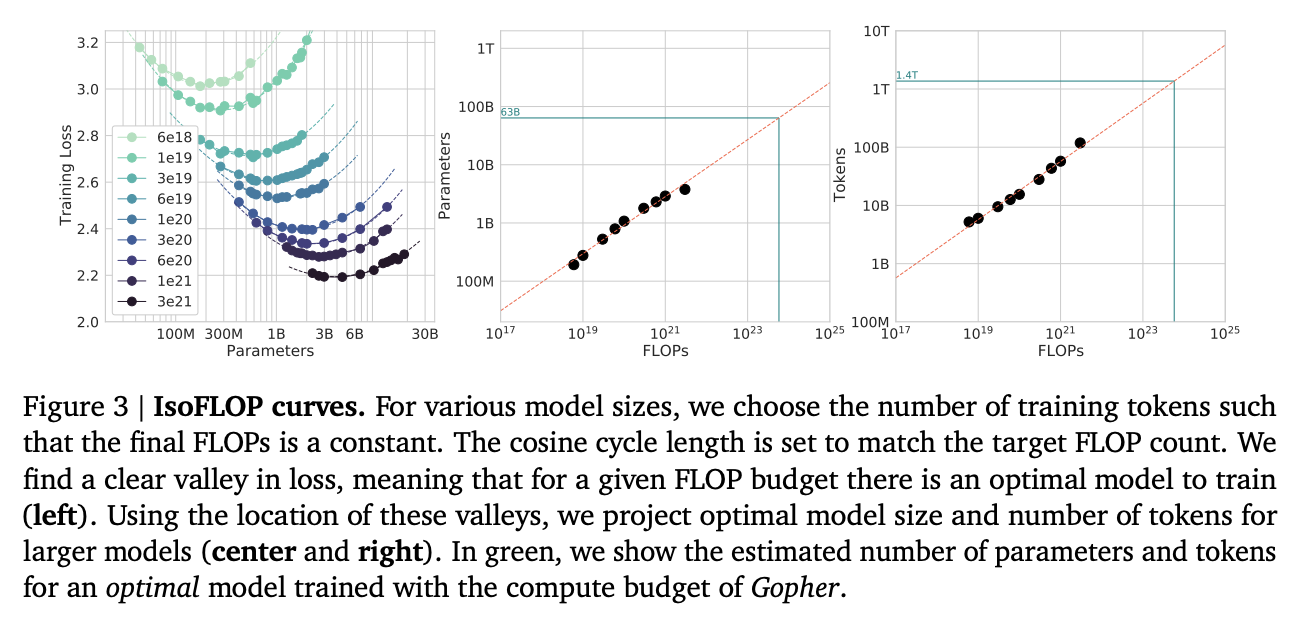 3.2
3.0
2.8
2.6
2.4
2.2
2.0
Training Loss
6e18
1e19
3e19
6e19
1e20
3e20
6e20
1e21
3e21
100M 300M 1B 3B 6B 30B
Parameters
1T
100B
10B
1B
100M
Parameters
63B
10^17 10^19 10^21 10^23 10^25
FLOPs
10T
1T
100B
10B
1B
100M
Tokens
1.4T
10^17 10^19 10^21 10^23 10^25
FLOPs
Figure 3 | IsoFLOP curves. For various model sizes, we choose the number of training tokens such
that the final FLOPs is a constant. The cosine cycle length is set to match the target FLOP count. We
find a clear valley in loss, meaning that for a given FLOP budget there is an optimal model to train
(left). Using the location of these valleys, we project optimal model size and number of tokens for
larger models (center and right). In green, we show the estimated number of parameters and tokens
for an optimal model trained with the compute budget of Gopher.